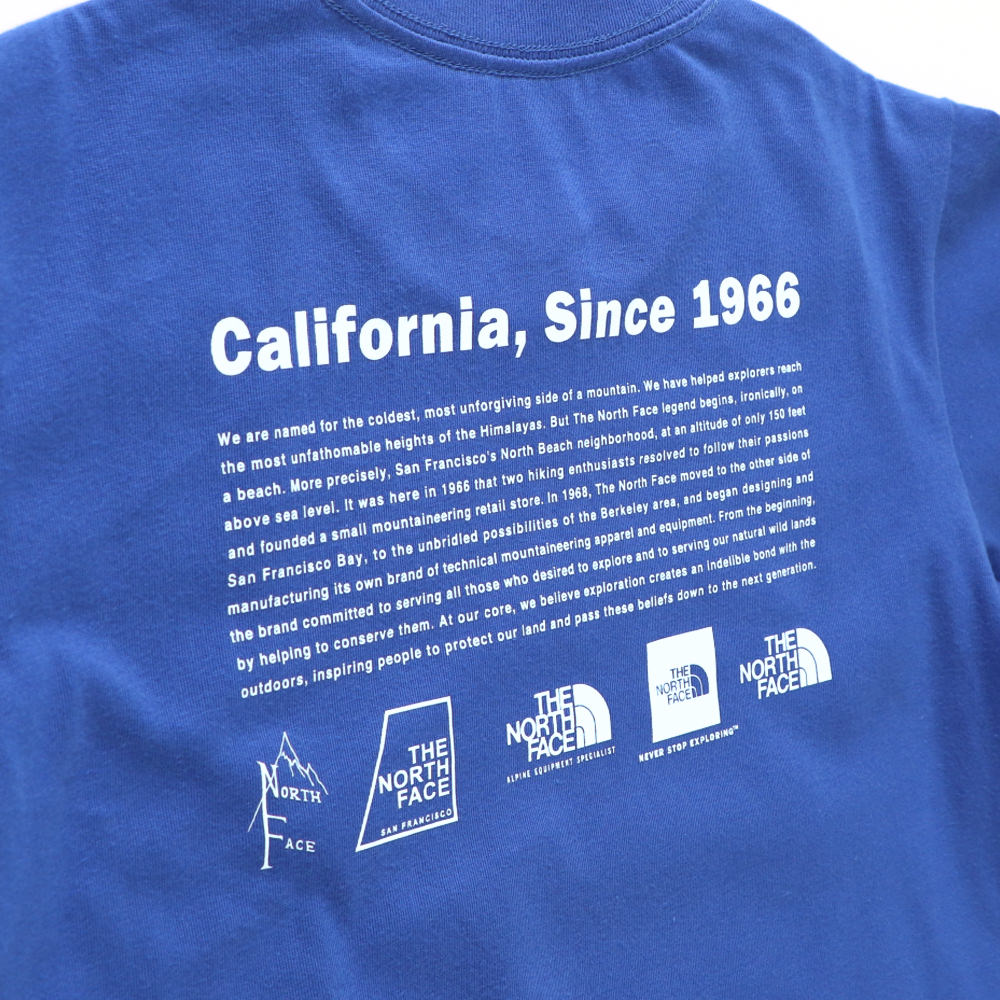 California, Since 1966
We are named for the coldest, most unforgiving side of a mountain. We have helped explorers reach
the most unfathomable heights of the Himalayas. But The North Face legend begins, ironically, on
a beach. More precisely, San Francisco's North Beach neighborhood, at an altitude of only 150 feet
above sea level. It was here in 1966 that two hiking enthusiasts resolved to follow their passions
and founded a small mountaineering retail store. In 1968, The North Face moved to the other side of
San Francisco Bay, to the unbridled possibilities of the Berkeley area, and began designing and
manufacturing its own brand of technical mountaineering apparel and equipment. From the beginning,
the brand committed to serving all those who desired to explore and to serving our natural wild lands
by helping to conserve them. At our core, we believe exploration creates an indelible bond with the
outdoors, inspiring people to protect our land and pass these beliefs down to the next generation.
NORTH
FACE
THE
NORTH
FACE
SAN FRANCISCO
THE
NORTH
FACE
ALPINE EQUIPMENT SPECIALIST
THE
NORTH
FACE
NEVER STOP EXPLORING™
THE
NORTH
FACE